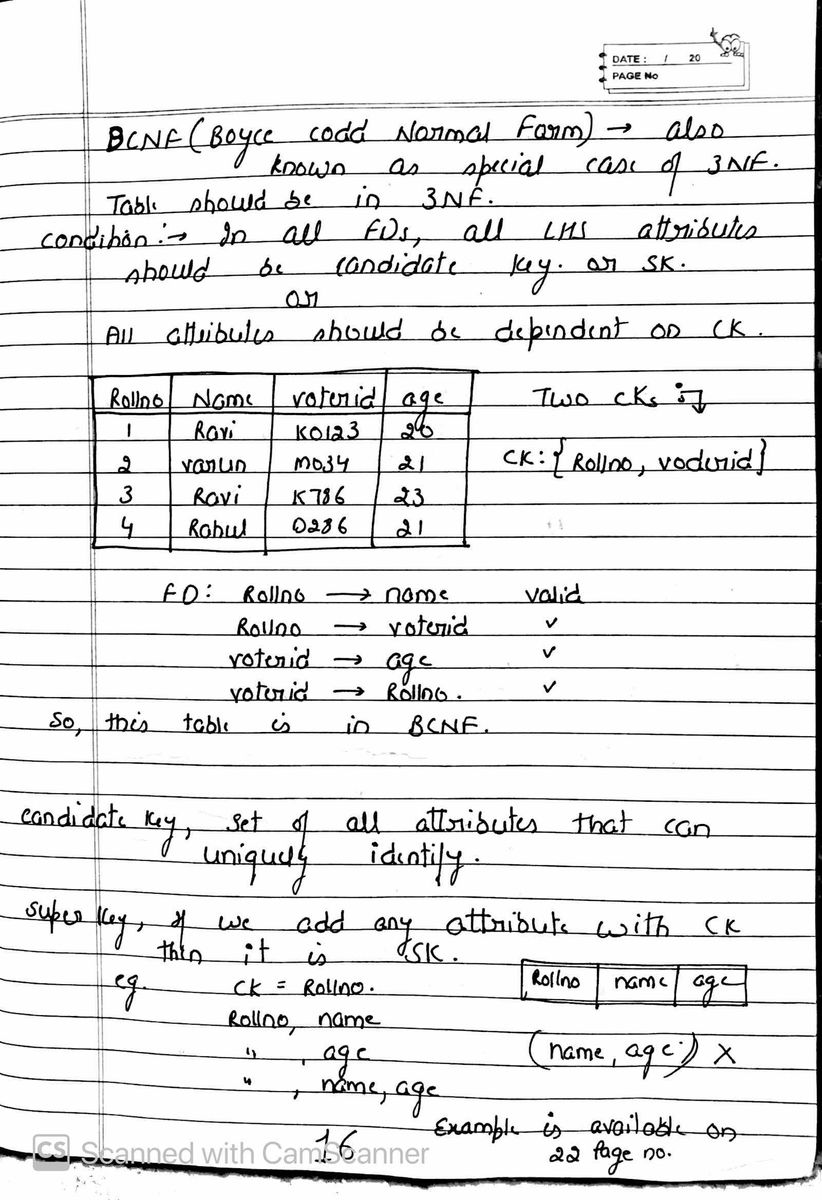 DATE: / 20
PAGE No
BCNF (Boyce codd Normal Form) → also
known as special case of 3NF.
Table should be in 3NF.
condition:→ In all FDs, all LHS attributes
should be candidate key. or SK.
or
All attributes should be dependent on CK.
Rollno Name voterid age
1 Ravi K0123 20
2 varun M034 21
3 Ravi K786 23
4 Rahul D286 21
Two CKs :↓
CK:{Rollno, voderid}
FD: Rollno → name valid
Rollno → voterid ✓
voterid → age ✓
voterid → Rollno. ✓
So, this table is in BCNF.
candidate key, set of all attributes that can
uniquely identify.
super key, if we add any attribute with CK
then it is SK.
eg. CK = Rollno.
Rollno name age
Rollno, name
" , age
(name, age) X
" , name, age
Example is available on
22 Page no.
16
CS Scanned with CamScanner